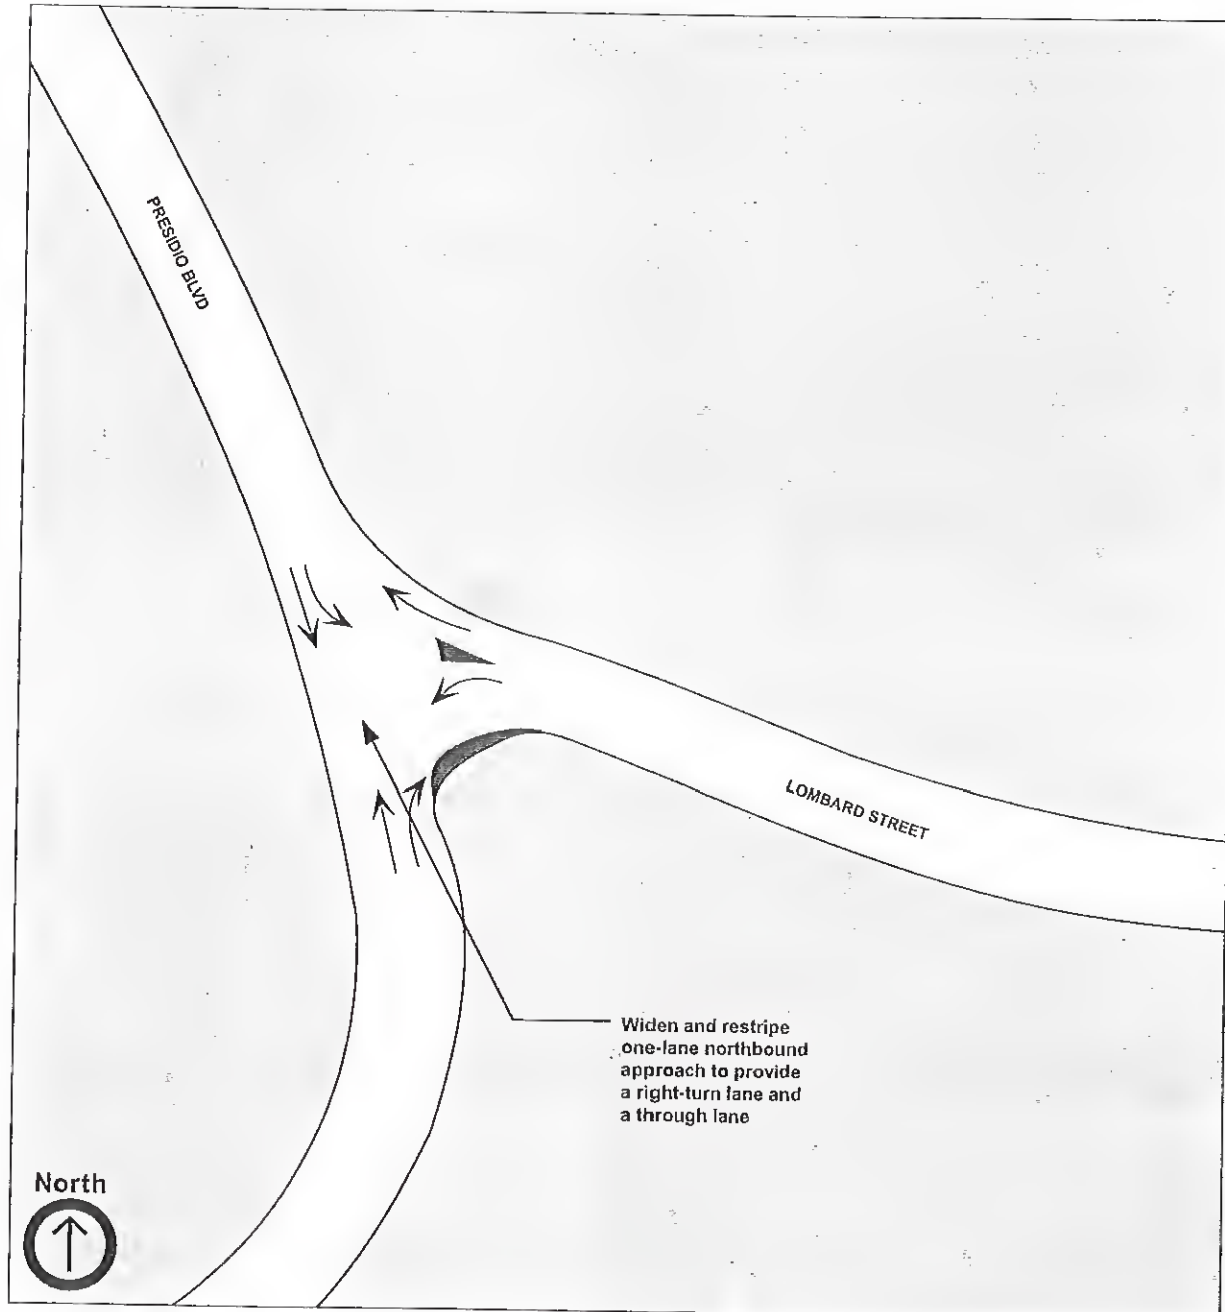 PRESIDIO BLVD
LOMBARD STREET
Widen and restripe
one-lane northbound
approach to provide
a right-turn lane and
a through lane
North